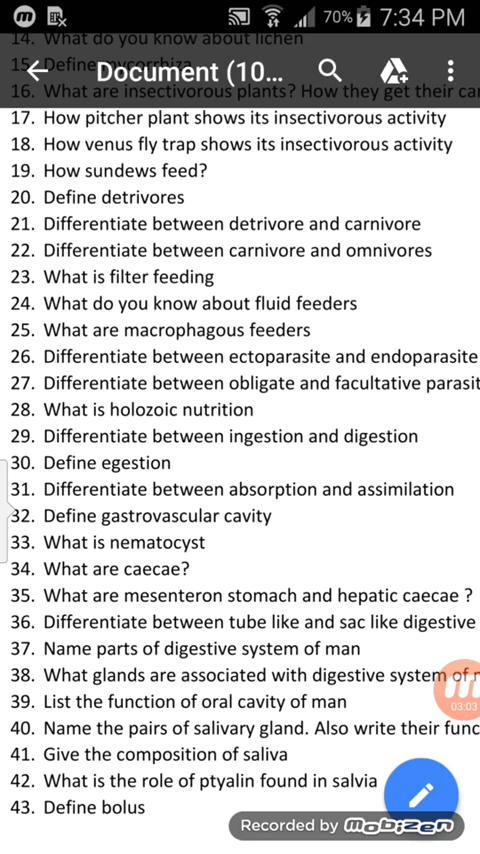 70% 7:34 PM
14. What do you know about lichen
15. Define mycorrhiza
Document (10...
16. What are insectivorous plants? How they get their
17. How pitcher plant shows its insectivorous activity
18. How venus fly trap shows its insectivorous activity
19. How sundews feed?
20. Define detrivores
21. Differentiate between detrivore and carnivore
22. Differentiate between carnivore and omnivores
23. What is filter feeding
24. What do you know about fluid feeders
25. What are macrophagous feeders
26. Differentiate between ectoparasite and endoparasite
27. Differentiate between obligate and facultative parasit
28. What is holozoic nutrition
29. Differentiate between ingestion and digestion
30. Define egestion
31. Differentiate between absorption and assimilation
32. Define gastrovascular cavity
33. What is nematocyst
34. What are caecae?
35. What are mesenteron stomach and hepatic caecae ?
36. Differentiate between tube like and sac like digestive
37. Name parts of digestive system of man
38. What glands are associated with digestive system of
03:03
39. List the function of oral cavity of man
40. Name the pairs of salivary gland. Also write their func
41. Give the composition of saliva
42. What is the role of ptyalin found in salvia
43. Define bolus
Recorded by mobizen